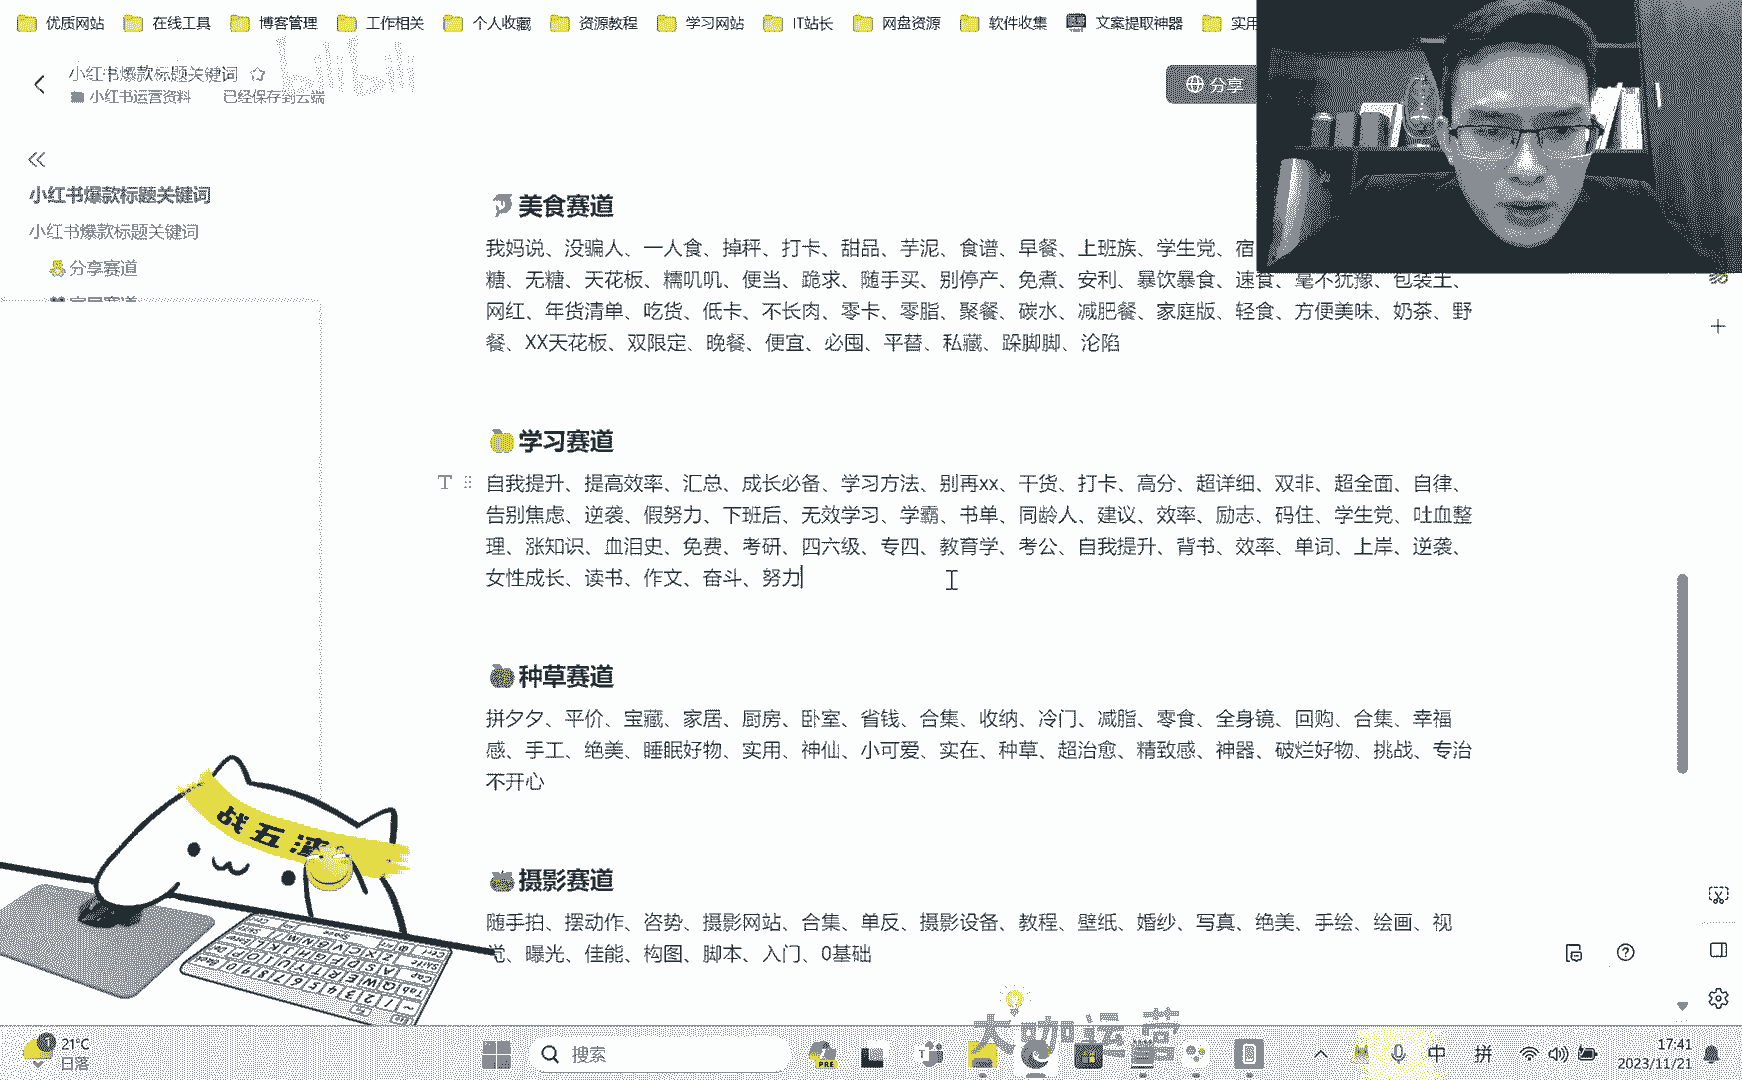 优质网站 在线工具 博客管理 工作相关 个人收藏 资源教程 学习网站 IT站长 网盘资源 软件收集 文案提取神器 实用
bilibili
小红书爆款标题关键词
分享
小红书运营资料 已经保存到云端
小红书爆款标题关键词
小红书爆款标题关键词
分享赛道
美食赛道
我妈说、没骗人、一人食、掉秤、打卡、甜品、芋泥、食谱、早餐、上班族、学生党、宿
糖、无糖、天花板、糯叽叽、便当、跪求、随手买、别停产、免煮、安利、暴饮暴食、速食、毫不犹豫、包装土、
网红、年货清单、吃货、低卡、不长肉、零卡、零脂、聚餐、碳水、减肥餐、家庭版、轻食、方便美味、奶茶、野
餐、XX天花板、双限定、晚餐、便宜、必囤、平替、私藏、跺脚脚、沦陷
学习赛道
自我提升、提高效率、汇总、成长必备、学习方法、别再xx、干货、打卡、高分、超详细、双非、超全面、自律、
告别焦虑、逆袭、假努力、下班后、无效学习、学霸、书单、同龄人、建议、效率、励志、码住、学生党、吐血整
理、涨知识、血泪史、免费、考研、四六级、专四、教育学、考公、自我提升、背书、效率、单词、上岸、逆袭、
女性成长、读书、作文、奋斗、努力
种草赛道
拼夕夕、平价、宝藏、家居、厨房、卧室、省钱、合集、收纳、冷门、减脂、零食、全身镜、回购、合集、幸福
感、手工、绝美、睡眠好物、实用、神仙、小可爱、实在、种草、超治愈、精致感、神器、破烂好物、挑战、专治
不开心
战五渣
摄影赛道
随手拍、摆动作、咨势、摄影网站、合集、单反、摄影设备、教程、壁纸、婚纱、写真、绝美、手绘、绘画、视
觉、曝光、佳能、构图、脚本、入门、0基础
大咖运营
21°C
日落
搜索
PRE
中 拼
17:41
2023/11/21